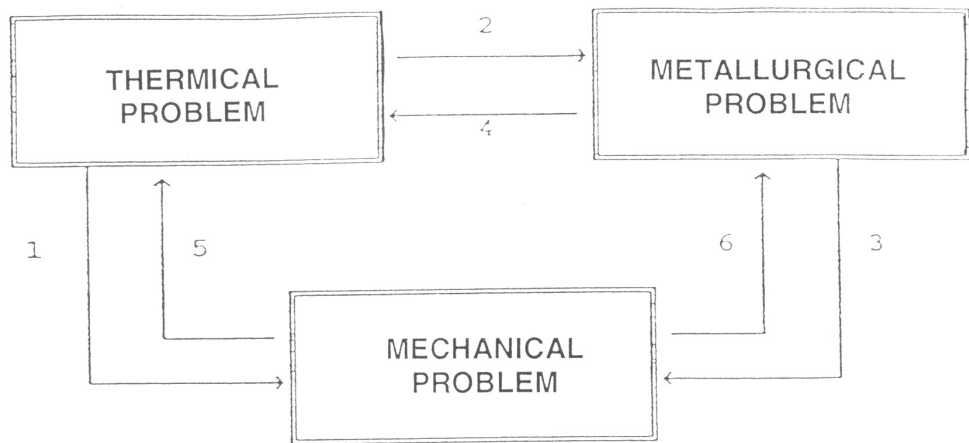 2
THERMICAL
PROBLEM
METALLURGICAL
PROBLEM
4
1
5
6
3
MECHANICAL
PROBLEM